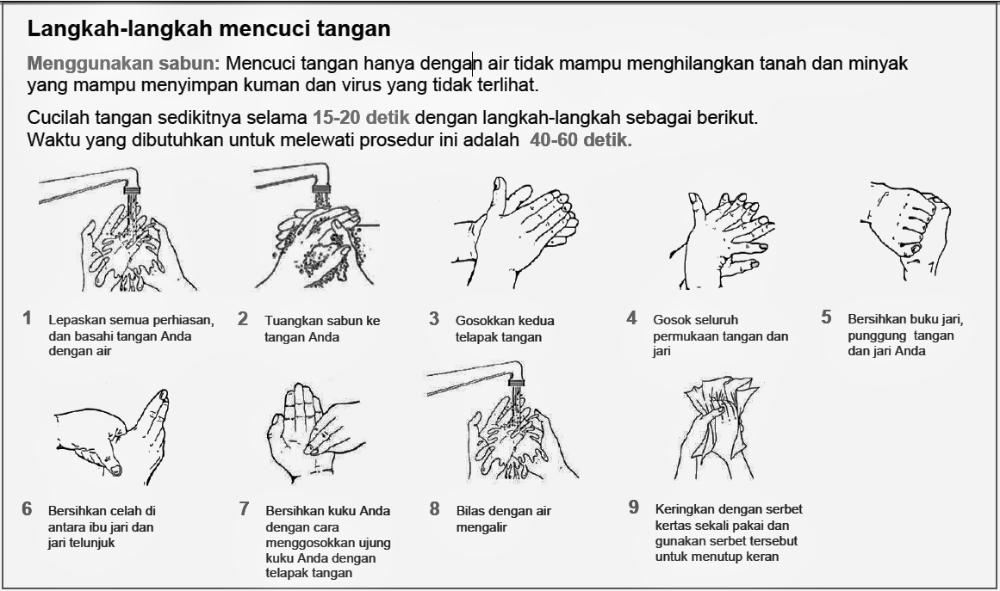 Langkah-langkah mencuci tangan
Menggunakan sabun: Mencuci tangan hanya dengan air tidak mampu menghilangkan tanah dan minyak
yang mampu menyimpan kuman dan virus yang tidak terlihat.
Cucilah tangan sedikitnya selama 15-20 detik dengan langkah-langkah sebagai berikut.
Waktu yang dibutuhkan untuk melewati prosedur ini adalah 40-60 detik.
1 Lepaskan semua perhiasan,
dan basahi tangan Anda
dengan air
2 Tuangkan sabun ke
tangan Anda
3 Gosokkan kedua
telapak tangan
4 Gosok seluruh
permukaan tangan dan
jari
5 Bersihkan buku jari,
punggung tangan
dan jari Anda
6 Bersihkan celah di
antara ibu jari dan
jari telunjuk
7 Bersihkan kuku Anda
dengan cara
menggosokkan ujung
kuku Anda dengan
telapak tangan
8 Bilas dengan air
mengalir
9 Keringkan dengan serbet
kertas sekali pakai dan
gunakan serbet tersebut
untuk menutup keran